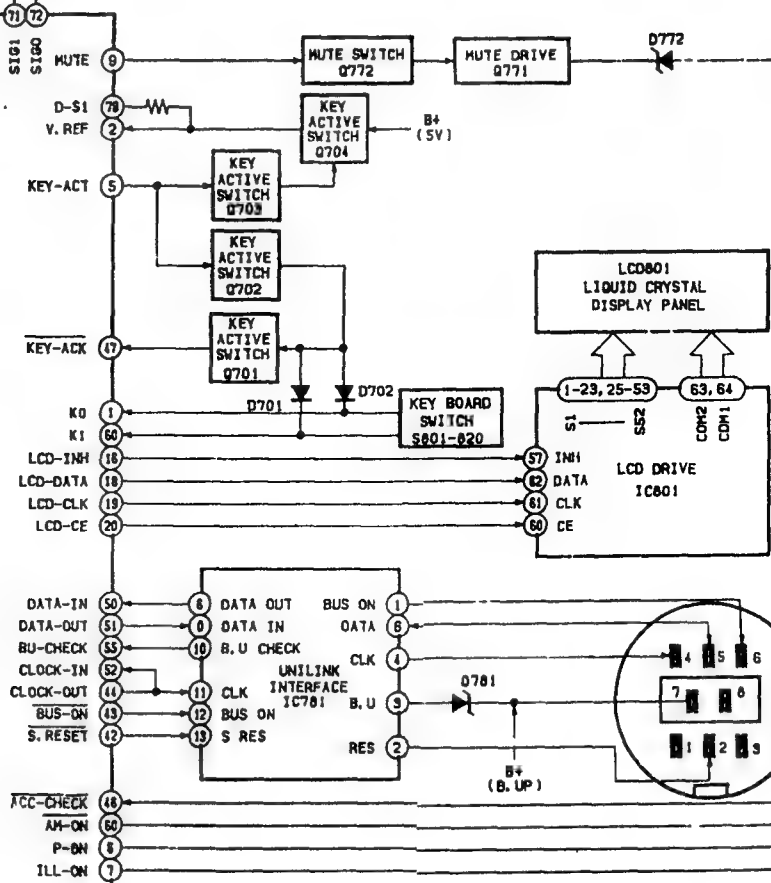 71 72
SIG1
SIG0
MUTE 9
MUTE SWITCH Q772
MUTE DRIVE Q771
D772
D-S1 78
V.REF 2
KEY ACTIVE SWITCH Q704
B+ (5V)
KEY-ACT 5
KEY ACTIVE SWITCH Q703
KEY ACTIVE SWITCH Q702
KEY-ACK 47
KEY ACTIVE SWITCH Q701
D701
D702
K0 1
K1 60
KEY BOARD SWITCH S801-820
LCD801 LIQUID CRYSTAL DISPLAY PANEL
1-23, 25-53
63, 64
S1 S52
COM2
COM1
LCD-INH 16
LCD-DATA 18
LCD-CLK 19
LCD-CE 20
57 INH
62 DATA
61 CLK
60 CE
LCD DRIVE IC801
DATA-IN 50
DATA-OUT 51
BU-CHECK 55
CLOCK-IN 52
CLOCK-OUT 44
BUS-ON 43
S.RESET 42
DATA OUT
DATA IN
10 B.U CHECK
11 CLK
12 BUS ON
13 S RES
UNILINK INTERFACE IC781
BUS ON 1
DATA 6
CLK 4
B.U
RES 2
D781
B+ (B.UP)
4 5 6
7 8
1 2 3
ACC-CHECK 46
AM-ON 60
P-ON
ILL-ON 7